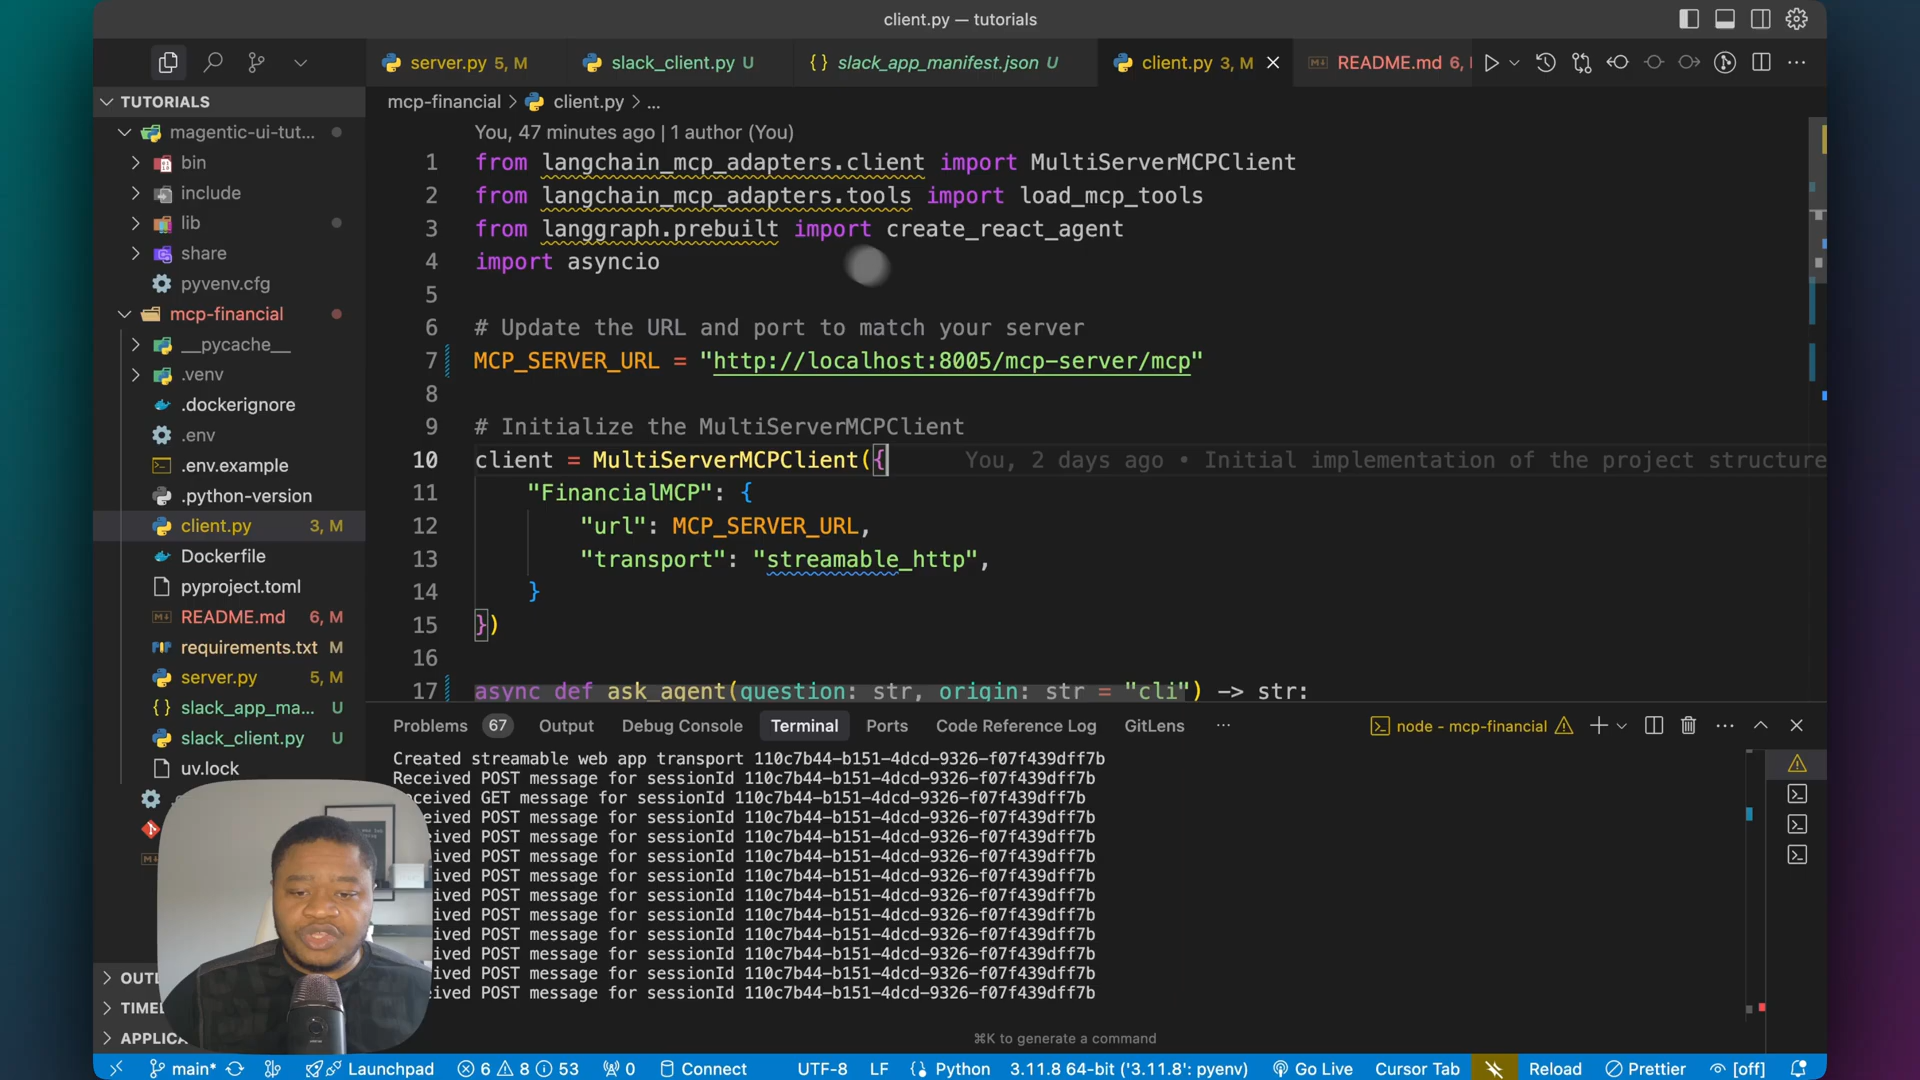 client.py — tutorials
server.py 5, M
slack_client.py U
slack_app_manifest.json U
client.py 3, M
README.md 6,
TUTORIALS
magentic-ui-tut...
bin
include
lib
share
pyvenv.cfg
mcp-financial
__pycache__
.venv
.dockerignore
.env
.env.example
.python-version
client.py 3, M
Dockerfile
pyproject.toml
README.md 6, M
requirements.txt M
server.py 5, M
slack_app_ma... U
slack_client.py U
uv.lock
mcp-financial > client.py > ...
You, 47 minutes ago | 1 author (You)
1 from langchain_mcp_adapters.client import MultiServerMCPClient
2 from langchain_mcp_adapters.tools import load_mcp_tools
3 from langgraph.prebuilt import create_react_agent
4 import asyncio
5
6 # Update the URL and port to match your server
7 MCP_SERVER_URL = "http://localhost:8005/mcp-server/mcp"
8
9 # Initialize the MultiServerMCPClient
10 client = MultiServerMCPClient({ You, 2 days ago • Initial implementation of the project structure
11 "FinancialMCP": {
12 "url": MCP_SERVER_URL,
13 "transport": "streamable_http",
14 }
15 })
16
17 async def ask_agent(question: str, origin: str = "cli") -> str:
Problems 67 Output Debug Console Terminal Ports Code Reference Log GitLens ... node - mcp-financial
Created streamable web app transport 110c7b44-b151-4dcd-9326-f07f439dff7b
Received POST message for sessionId 110c7b44-b151-4dcd-9326-f07f439dff7b
eceived GET message for sessionId 110c7b44-b151-4dcd-9326-f07f439dff7b
eived POST message for sessionId 110c7b44-b151-4dcd-9326-f07f439dff7b
eived POST message for sessionId 110c7b44-b151-4dcd-9326-f07f439dff7b
ived POST message for sessionId 110c7b44-b151-4dcd-9326-f07f439dff7b
ived POST message for sessionId 110c7b44-b151-4dcd-9326-f07f439dff7b
ived POST message for sessionId 110c7b44-b151-4dcd-9326-f07f439dff7b
ived POST message for sessionId 110c7b44-b151-4dcd-9326-f07f439dff7b
ived POST message for sessionId 110c7b44-b151-4dcd-9326-f07f439dff7b
ived POST message for sessionId 110c7b44-b151-4dcd-9326-f07f439dff7b
ived POST message for sessionId 110c7b44-b151-4dcd-9326-f07f439dff7b
eived POST message for sessionId 110c7b44-b151-4dcd-9326-f07f439dff7b
⌘K to generate a command
OUTL
TIMEL
APPLICA
main* Launchpad 6 8 53 0 Connect UTF-8 LF Python 3.11.8 64-bit ('3.11.8': pyenv) Go Live Cursor Tab Reload Prettier [off]